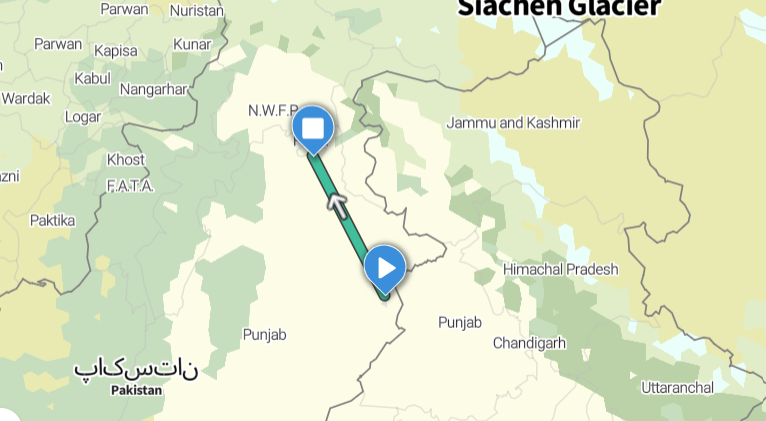 Siachen Glacier
Parwan
Nuristan
Parwan
Kapisa
Kunar
Kabul
Nangarhar
Wardak
Logar
N.W.F.P.
Jammu and Kashmir
Khost
F.A.T.A.
Paktika
Himachal Pradesh
Punjab
Punjab
Chandigarh
پاکستان
Pakistan
Uttaranchal